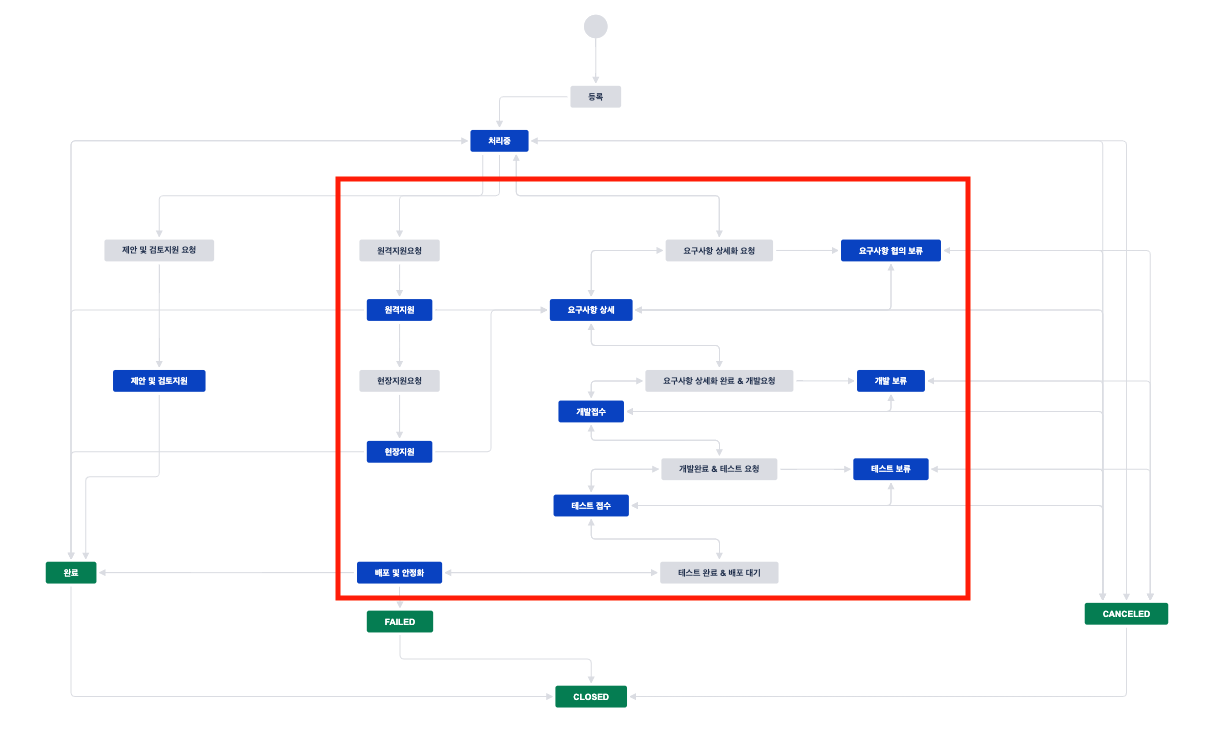 등록
처리중
제안 및 검토지원 요청
원격지원요청
요구사항 상세화 요청
요구사항 협의 보류
원격지원
요구사항 상세
제안 및 검토지원
현장지원요청
요구사항 상세화 완료 & 개발요청
개발 보류
개발접수
현장지원
개발완료 & 테스트 요청
테스트 보류
테스트 접수
완료
배포 및 안정화
테스트 완료 & 배포 대기
CANCELED
FAILED
CLOSED